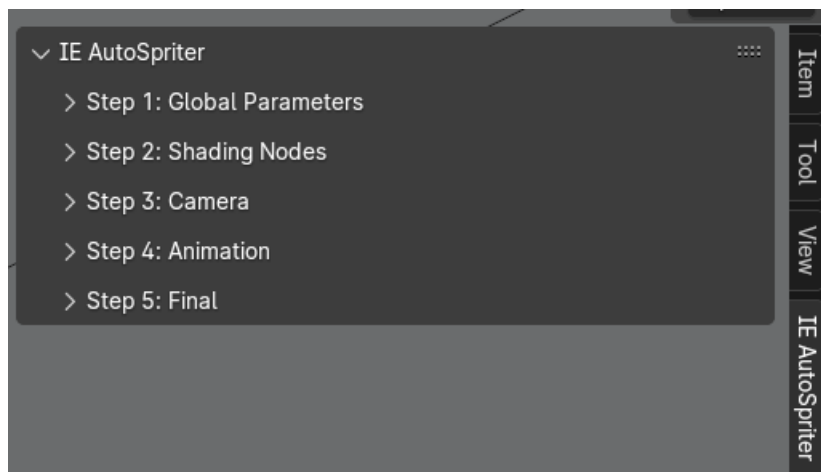 IE AutoSpriter
Step 1: Global Parameters
Step 2: Shading Nodes
Step 3: Camera
Step 4: Animation
Step 5: Final
Item
Tool
View
IE AutoSpriter